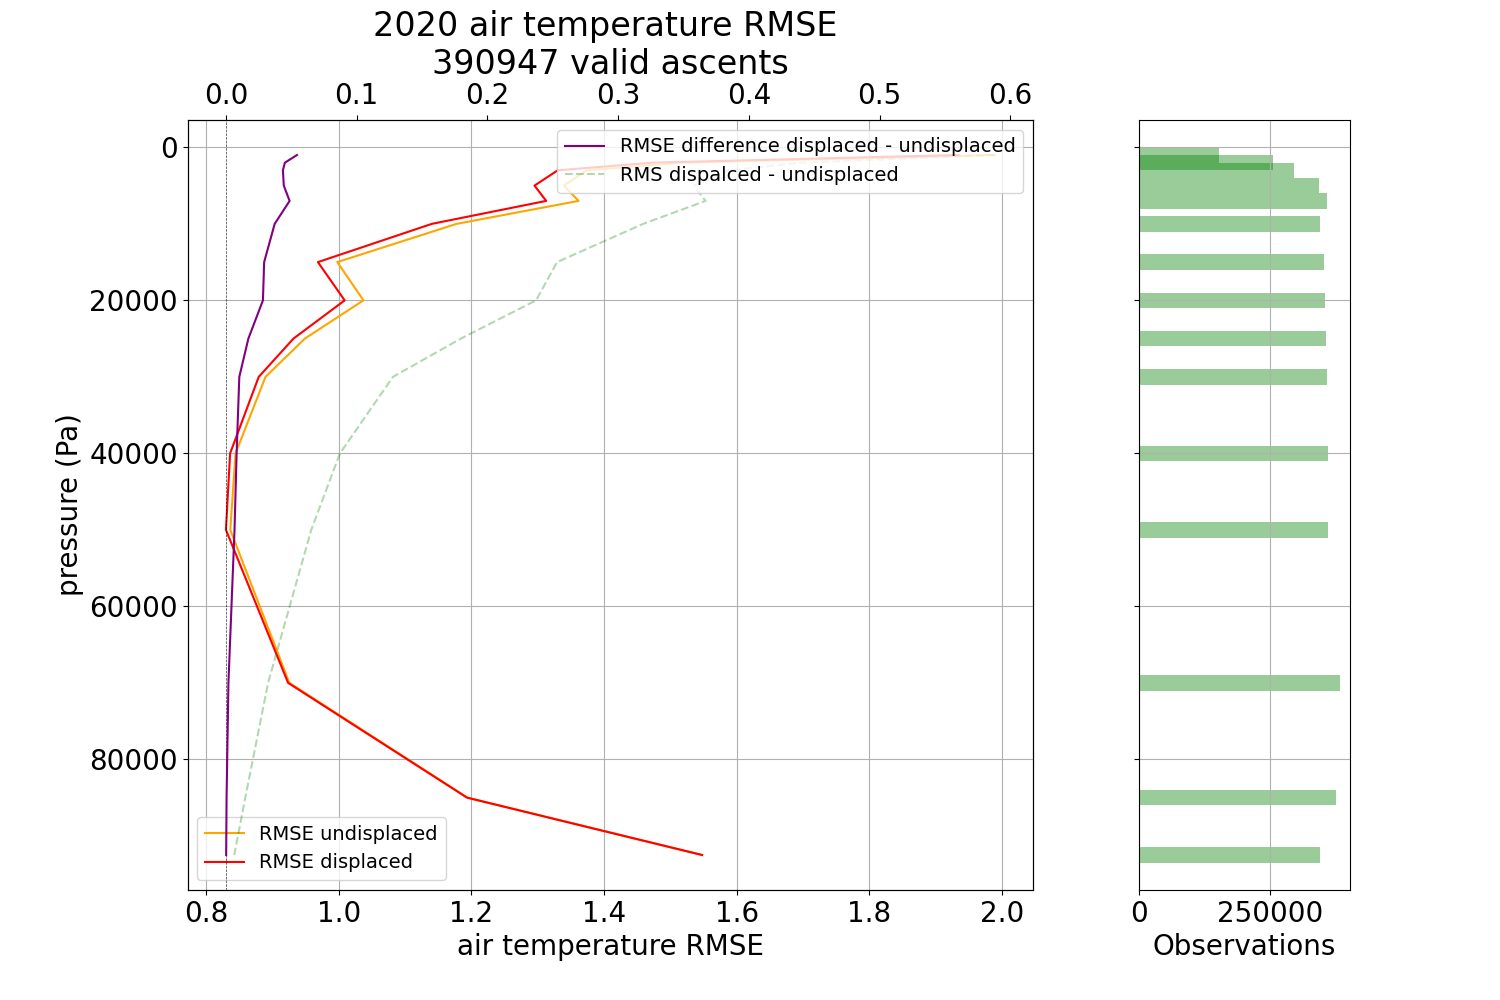 2020 air temperature RMSE
390947 valid ascents
0.0 0.1 0.2 0.3 0.4 0.5 0.6
RMSE difference displaced - undisplaced
RMS dispalced - undisplaced
0
20000
40000
60000
80000
pressure (Pa)
RMSE undisplaced
RMSE displaced
0.8 1.0 1.2 1.4 1.6 1.8 2.0
air temperature RMSE
0 250000
Observations